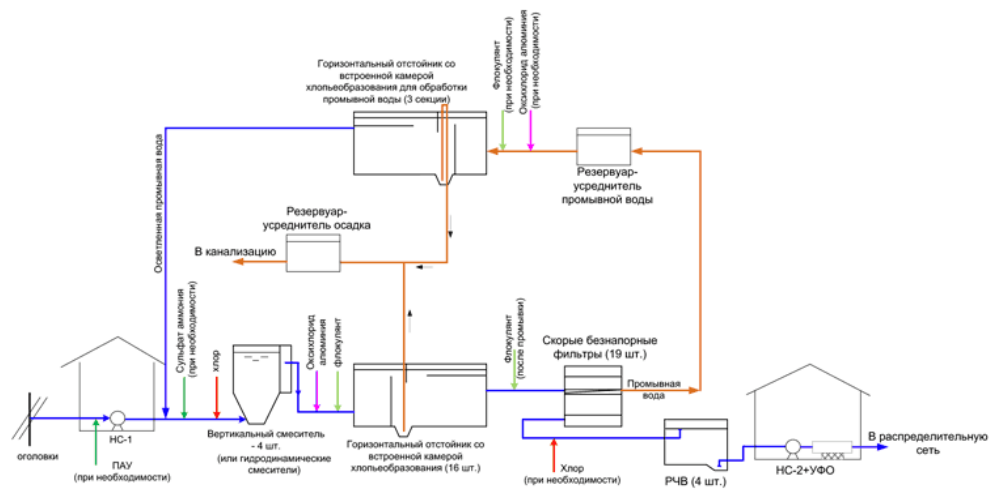 Горизонтальный отстойник со
встроенной камерой
хлопьеобразования для обработки
промывной воды (3 секции)
Флокулянт
(при необходимости)
Оксихлорид алюминия
(при необходимости)
Резервуар-
усреднитель
промывной воды
Осветленная промывная вода
Резервуар-
усреднитель осадка
В канализацию
Сульфат аммония
(при необходимости)
хлор
Оксихлорид
алюминия
флокулянт
Флокулянт
(после промывки)
Скорые безнапорные
фильтры (19 шт.)
Промывная
вода
оголовки
НС-1
ПАУ
(при необходимости)
Вертикальный смеситель
- 4 шт.
(или гидродинамические
смесители)
Горизонтальный отстойник со
встроенной камерой
хлопьеобразования (16 шт.)
Хлор
(при необходимости)
РЧВ (4 шт.)
НС-2+УФО
В распределительную
сеть